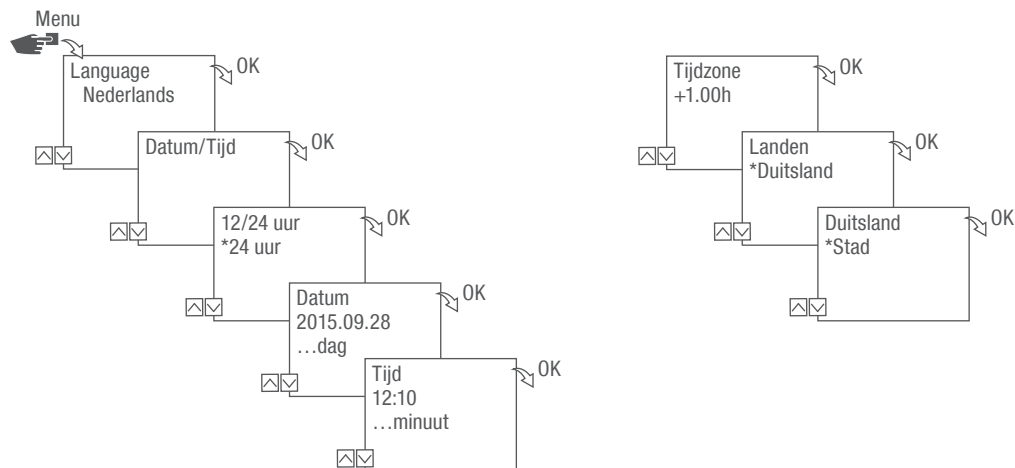 Menu
Language
Nederlands
OK
Datum/Tijd
OK
12/24 uur
*24 uur
OK
Datum
2015.09.28
…dag
OK
Tijd
12:10
…minuut
OK
Tijdzone
+1.00h
OK
Landen
*Duitsland
OK
Duitsland
*Stad
OK